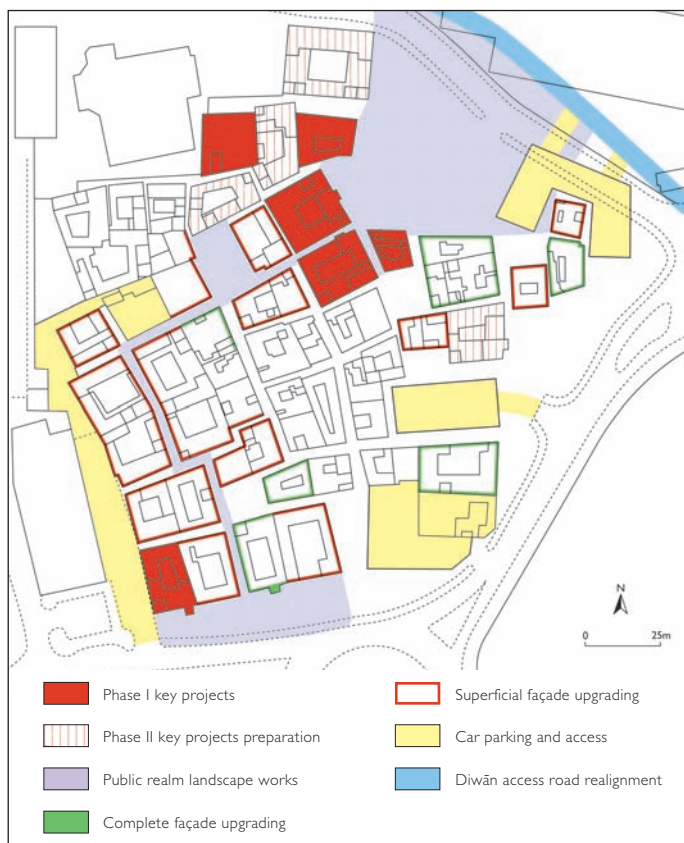 N
0 25m
Phase I key projects
Superficial façade upgrading
Phase II key projects preparation
Car parking and access
Public realm landscape works
Diwān access road realignment
Complete façade upgrading